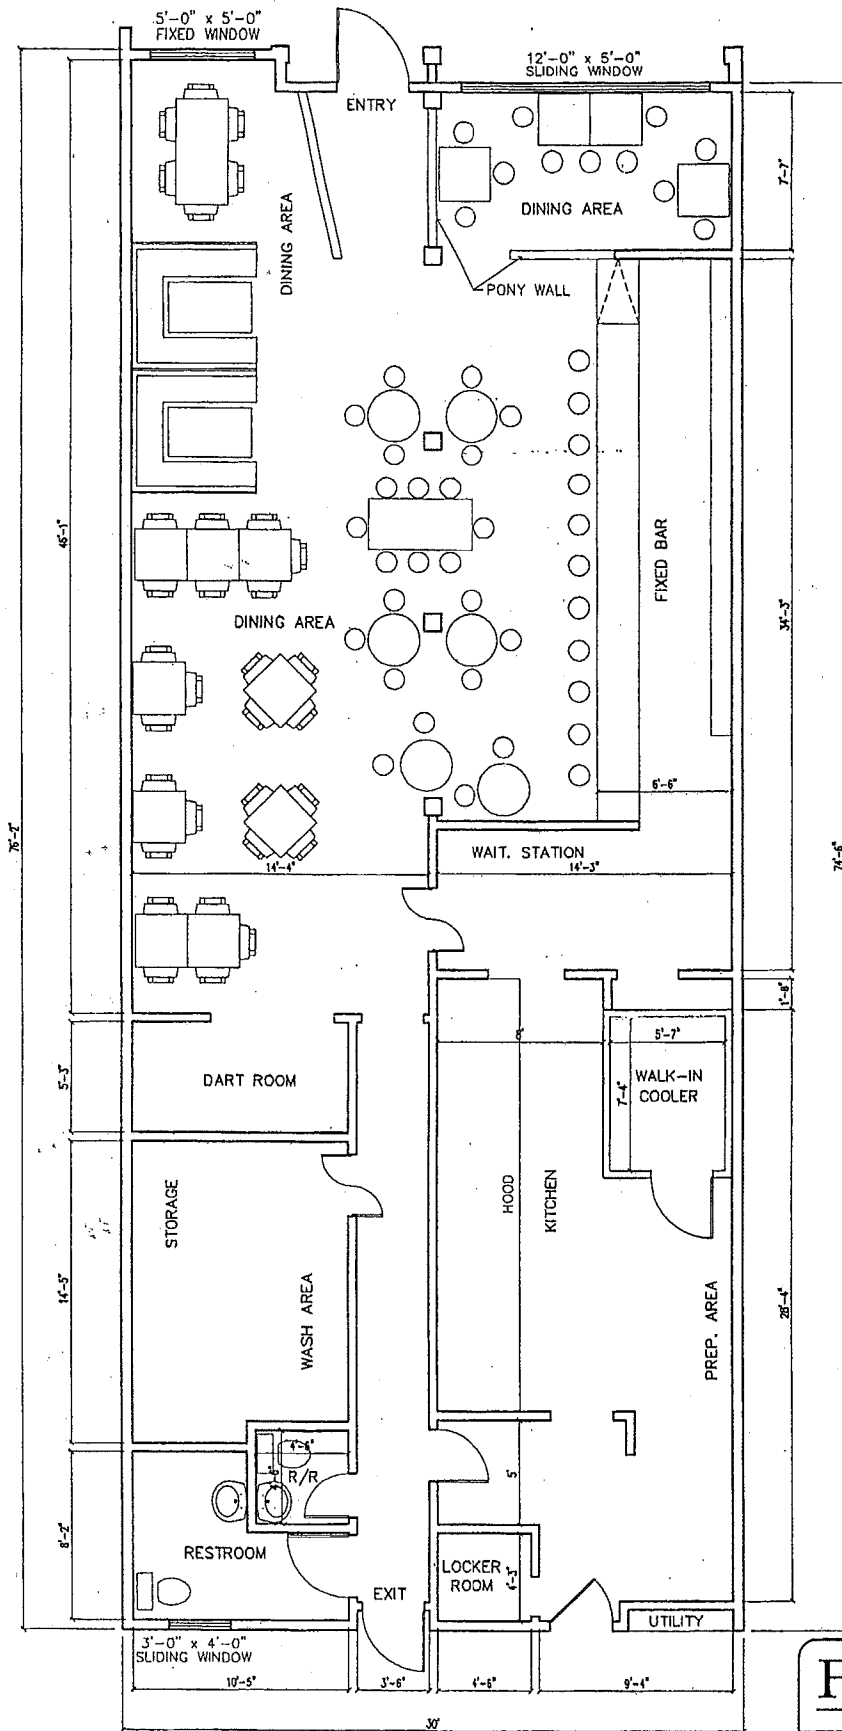 5'-0" x 5'-0"
FIXED WINDOW
12'-0" x 5'-0"
SLIDING WINDOW
ENTRY
DINING AREA
DINING AREA
7'-7"
PONY WALL
FIXED BAR
34'-3"
DINING AREA
76'-2"
74'-6"
6'-6"
WAIT. STATION
14'-4"
14'-3"
1'-8"
8'
5'-7"
WALK-IN
COOLER
7'-4"
5'-3"
DART ROOM
STORAGE
WASH AREA
14'-5"
HOOD
KITCHEN
PREP. AREA
28'-4"
4'-6"
R/R
5'
8'-2"
RESTROOM
EXIT
LOCKER
ROOM
4'-3"
UTILITY
3'-0" x 4'-0"
SLIDING WINDOW
10'-5"
3'-6"
4'-6"
9'-4"
30'